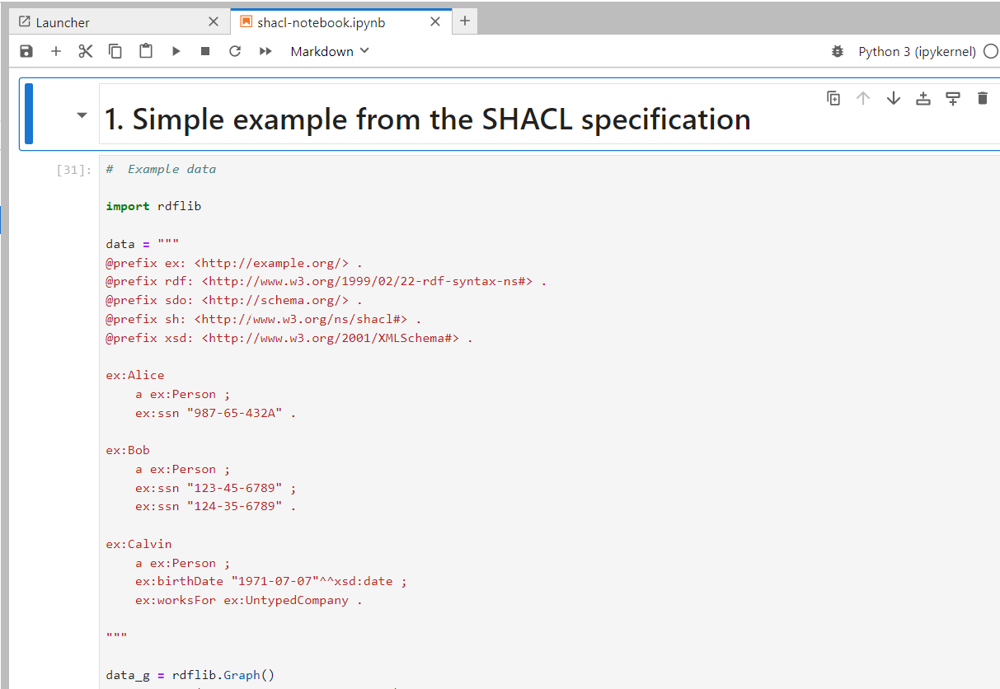 Launcher
shacl-notebook.ipynb
Markdown
Python 3 (ipykernel)
1. Simple example from the SHACL specification
[31]:
# Example data
import rdflib
data = """
@prefix ex: <http://example.org/> .
@prefix rdf: <http://www.w3.org/1999/02/22-rdf-syntax-ns#> .
@prefix sdo: <http://schema.org/> .
@prefix sh: <http://www.w3.org/ns/shacl#> .
@prefix xsd: <http://www.w3.org/2001/XMLSchema#> .
ex:Alice
a ex:Person ;
ex:ssn "987-65-432A" .
ex:Bob
a ex:Person ;
ex:ssn "123-45-6789" ;
ex:ssn "124-35-6789" .
ex:Calvin
a ex:Person ;
ex:birthDate "1971-07-07"^^xsd:date ;
ex:worksFor ex:UntypedCompany .
"""
data_g = rdflib.Graph()